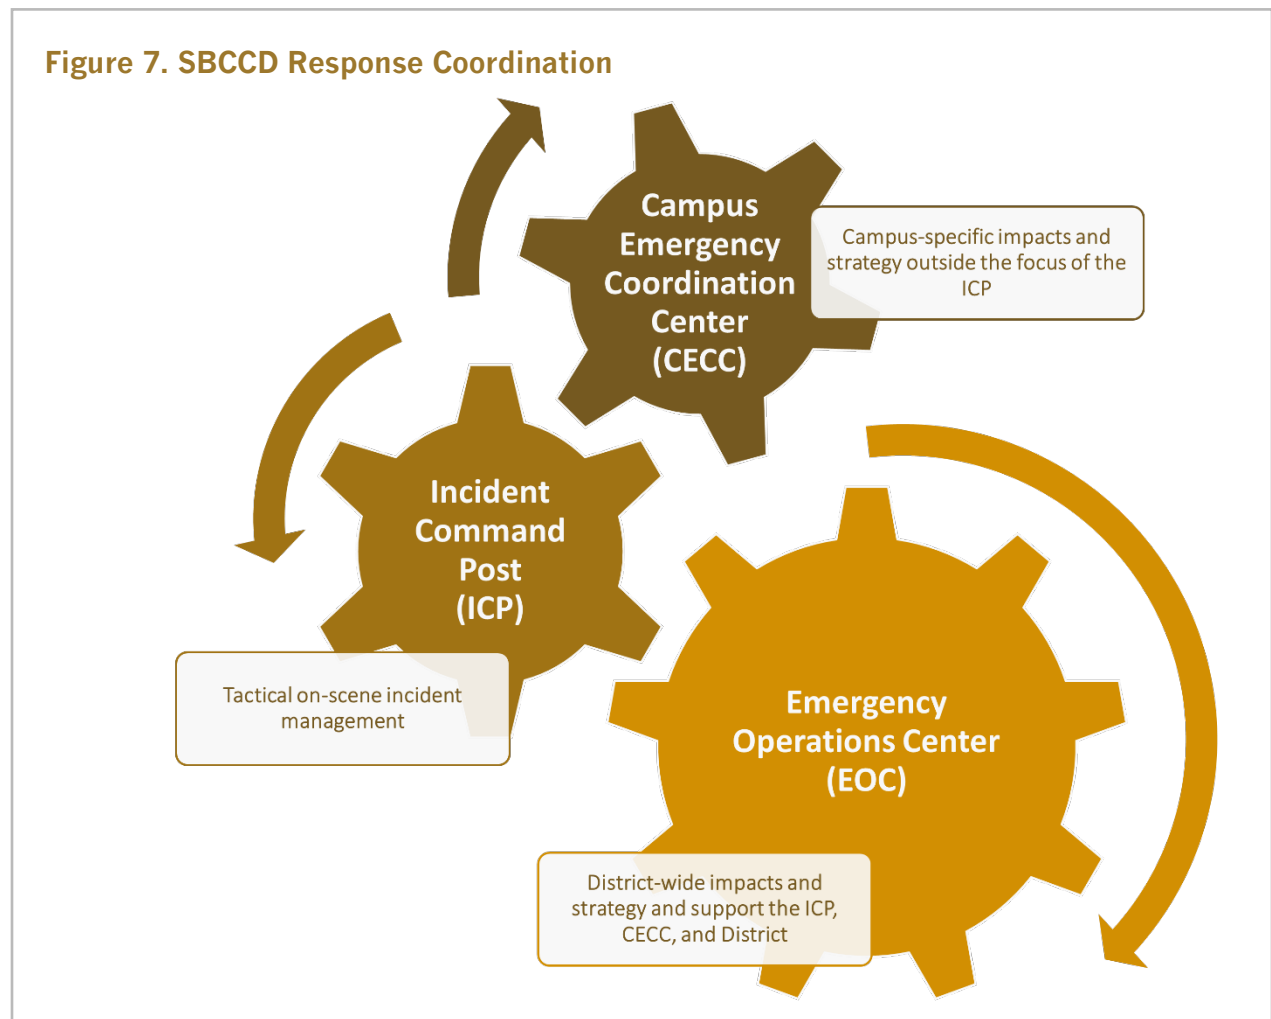 Figure 7. SBCCD Response Coordination
Campus
Emergency
Coordination
Center
(CECC)
Campus-specific impacts and
strategy outside the focus of the
ICP
Incident
Command
Post
(ICP)
Tactical on-scene incident
management
Emergency
Operations Center
(EOC)
District-wide impacts and
strategy and support the ICP,
CECC, and District